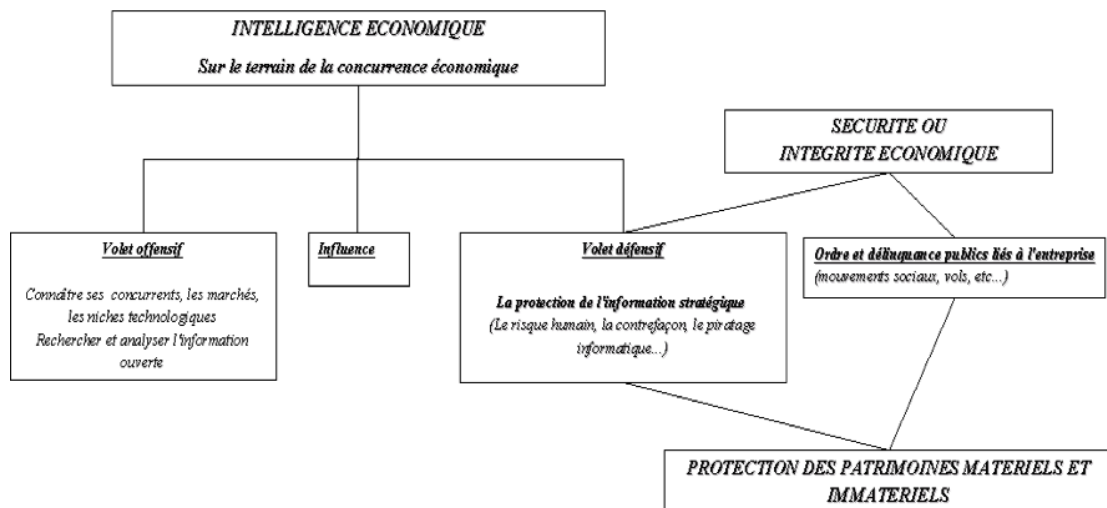 INTELLIGENCE ECONOMIQUE
Sur le terrain de la concurrence économique
SECURITE OU
INTEGRITE ECONOMIQUE
Volet offensif
Connaître ses concurrents, les marchés,
les niches technologiques
Rechercher et analyser l'information
ouverte
Influence
Volet défensif
La protection de l'information stratégique
(Le risque humain, la contrefaçon, le piratage
informatique...)
Ordre et délinquance publics liés à l'entreprise
(mouvements sociaux, vols, etc...)
PROTECTION DES PATRIMOINES MATERIELS ET
IMMATERIELS